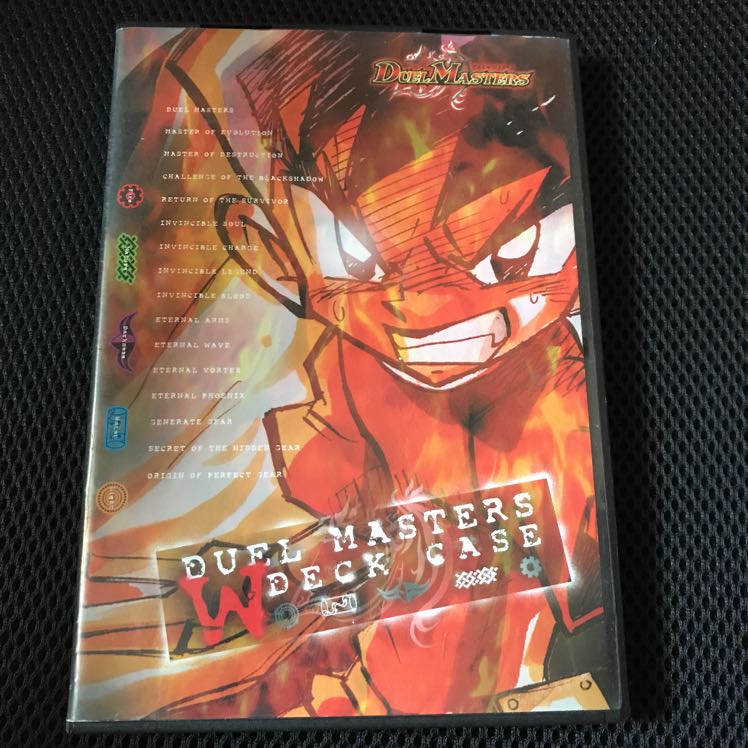 DUEL MASTERS
DUEL MASTERS
MASTER OF EVOLUTION
MASTER OF DESTRUCTION
CHALLENGE OF THE BLACKSHADOW
RETURN OF THE SURVIVOR
INVINCIBLE SOUL
INVINCIBLE CHARGE
INVINCIBLE LEGEND
INVINCIBLE BLOOD
ETERNAL ARMS
ETERNAL WAVE
ETERNAL VORTEX
ETERNAL PHOENIX
GENERATE GEAR
SECRET OF THE HIDDEN GEAR
ORIGIN OF PERFECT GEAR
DUEL MASTERS
W DECK CASE